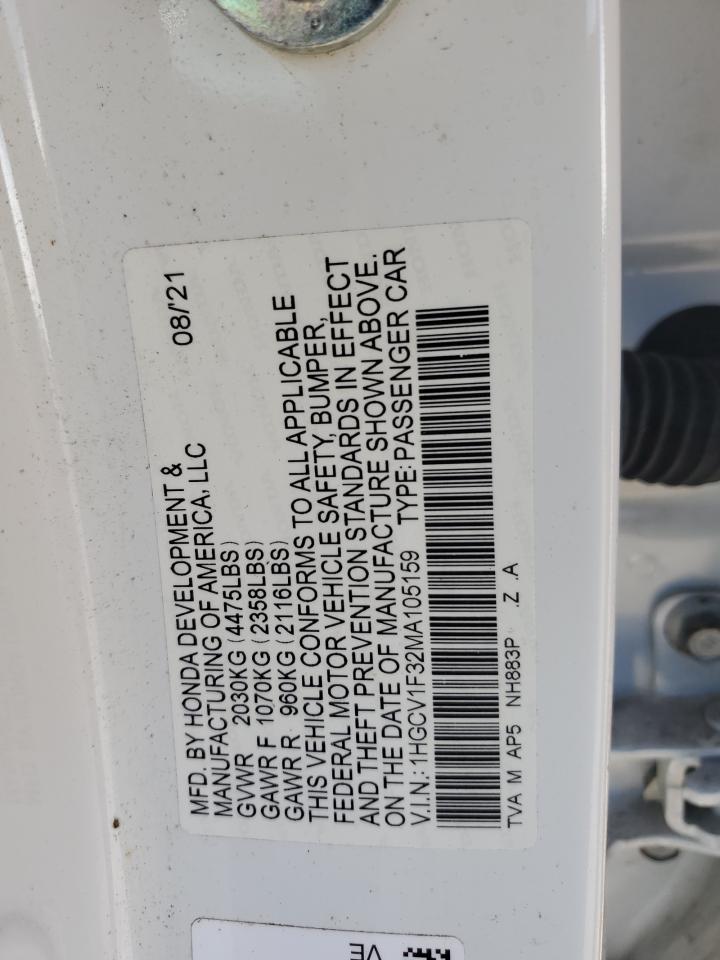 MFD. BY HONDA DEVELOPMENT & 08/'21
MANUFACTURING OF AMERICA, LLC
GVWR 2030KG (4475LBS)
GAWR F 1070KG (2358LBS)
GAWR R 960KG (2116LBS)
THIS VEHICLE CONFORMS TO ALL APPLICABLE
FEDERAL MOTOR VEHICLE SAFETY, BUMPER,
AND THEFT PREVENTION STANDARDS IN EFFECT
ON THE DATE OF MANUFACTURE SHOWN ABOVE.
V.I.N.: 1HGCV1F32MA105159 TYPE: PASSENGER CAR
TVA M AP5 NH883P .Z .A
VE